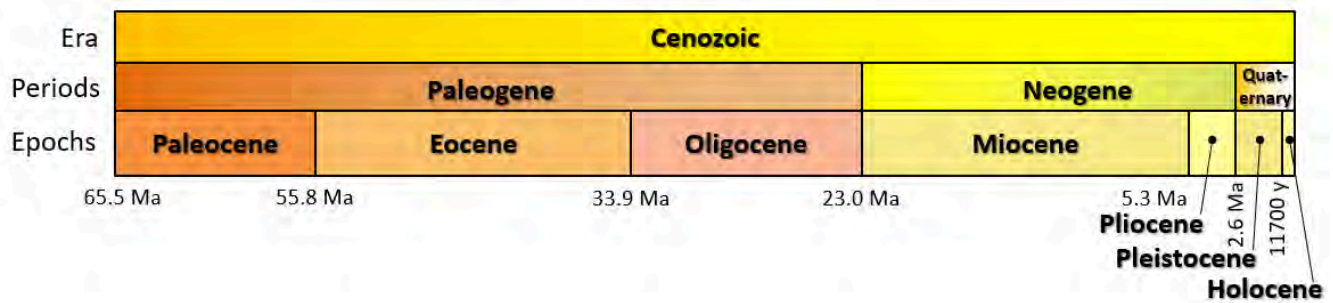 Era
Cenozoic
Periods
Paleogene
Neogene
Quat-
ernary
Epochs
Paleocene
Eocene
Oligocene
Miocene
65.5 Ma
55.8 Ma
33.9 Ma
23.0 Ma
5.3 Ma
2.6 Ma
11700 y
Pliocene
Pleistocene
Holocene